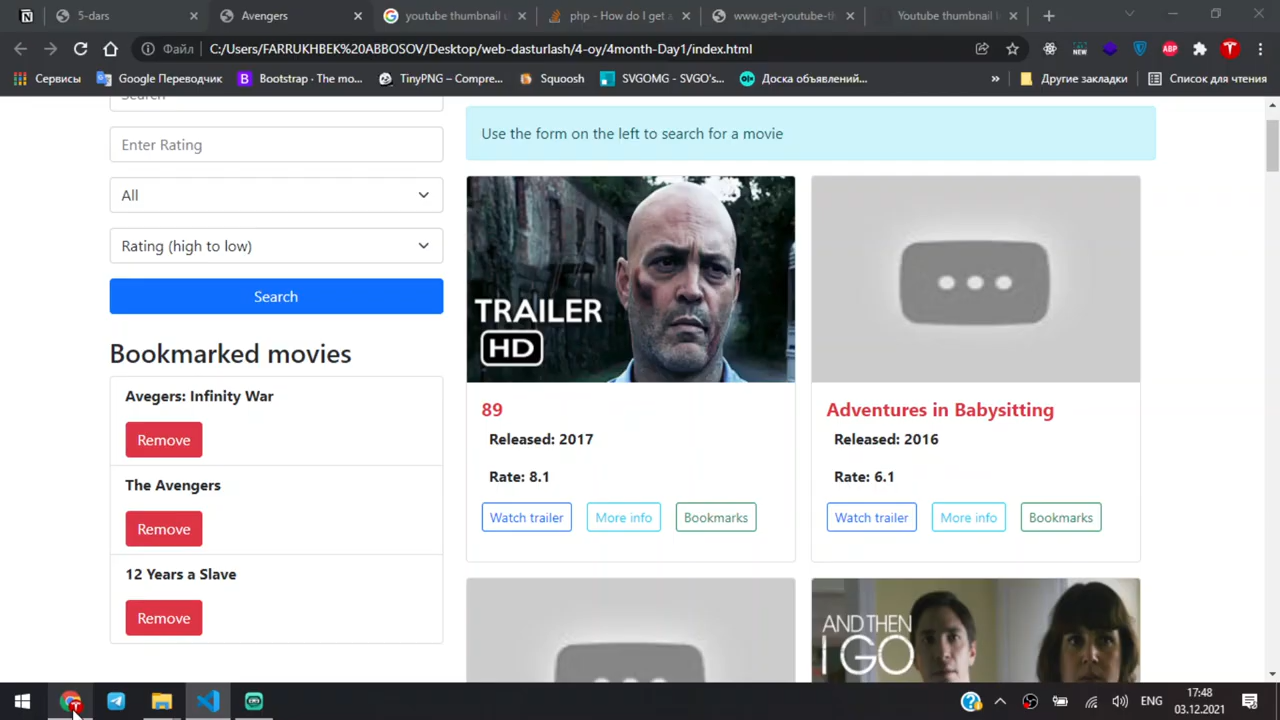 5-dars
Avengers
youtube thumbnail u
php - How do I get a
www.get-youtube-th
Youtube thumbnail
Файл C:/Users/FARRUKHBEK%20ABBOSOV/Desktop/web-dasturlash/4-oy/4month-Day1/index.html
Сервисы
Google Переводчик
Bootstrap · The mo...
TinyPNG – Compre...
Squoosh
SVGOMG - SVGO's...
Доска объявлений...
»
Другие закладки
Список для чтения
Search
Enter Rating
All
Rating (high to low)
Search
Bookmarked movies
Avegers: Infinity War
Remove
The Avengers
Remove
12 Years a Slave
Remove
Use the form on the left to search for a movie
TRAILER
HD
89
Released: 2017
Rate: 8.1
Watch trailer More info Bookmarks
Adventures in Babysitting
Released: 2016
Rate: 6.1
Watch trailer More info Bookmarks
AND THEN
I GO
ENG
17:48
03.12.2021